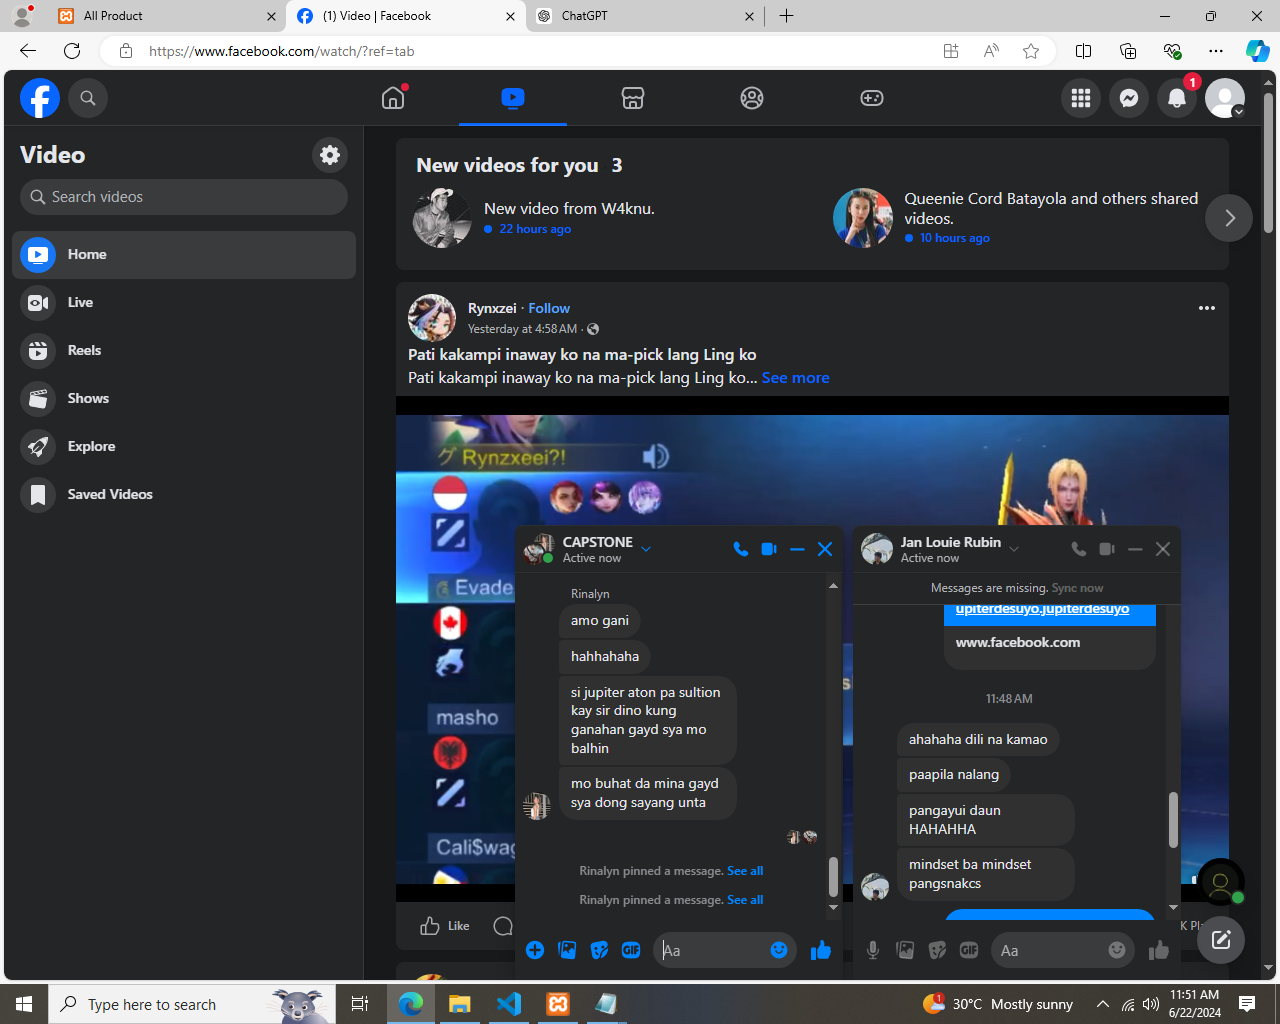 All Product
(1) Video | Facebook
ChatGPT
https://www.facebook.com/watch/?ref=tab
1
Video
Search videos
Home
Live
Reels
Shows
Explore
Saved Videos
New videos for you 3
New video from W4knu.
22 hours ago
Queenie Cord Batayola and others shared
videos.
10 hours ago
Rynxzei · Follow
Yesterday at 4:58 AM ·
Pati kakampi inaway ko na ma-pick lang Ling ko
Pati kakampi inaway ko na ma-pick lang Ling ko... See more
グ Rynzxeei?!
Evade
masho
Cali$wag
Like
CAPSTONE
Active now
Rinalyn
amo gani
hahhahaha
si jupiter aton pa sultion
kay sir dino kung
ganahan gayd sya mo
balhin
mo buhat da mina gayd
sya dong sayang unta
Rinalyn pinned a message. See all
Rinalyn pinned a message. See all
GIF
Aa
Jan Louie Rubin
Active now
Messages are missing. Sync now
upiterdesuyo.jupiterdesuyo
www.facebook.com
11:48 AM
ahahaha dili na kamao
paapila nalang
pangayui daun
HAHAHHA
mindset ba mindset
pangsnakcs
GIF
Aa
Type here to search
30°C Mostly sunny
11:51 AM
6/22/2024